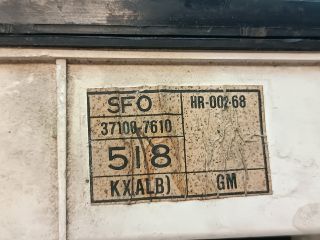 SFO HR-002-68
37100-7610
518
KX(ALB) GM